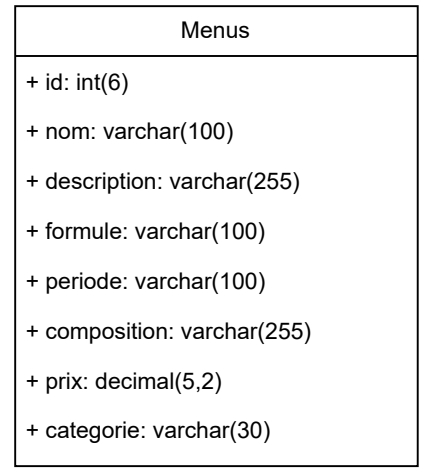 Menus
+ id: int(6)
+ nom: varchar(100)
+ description: varchar(255)
+ formule: varchar(100)
+ periode: varchar(100)
+ composition: varchar(255)
+ prix: decimal(5,2)
+ categorie: varchar(30)